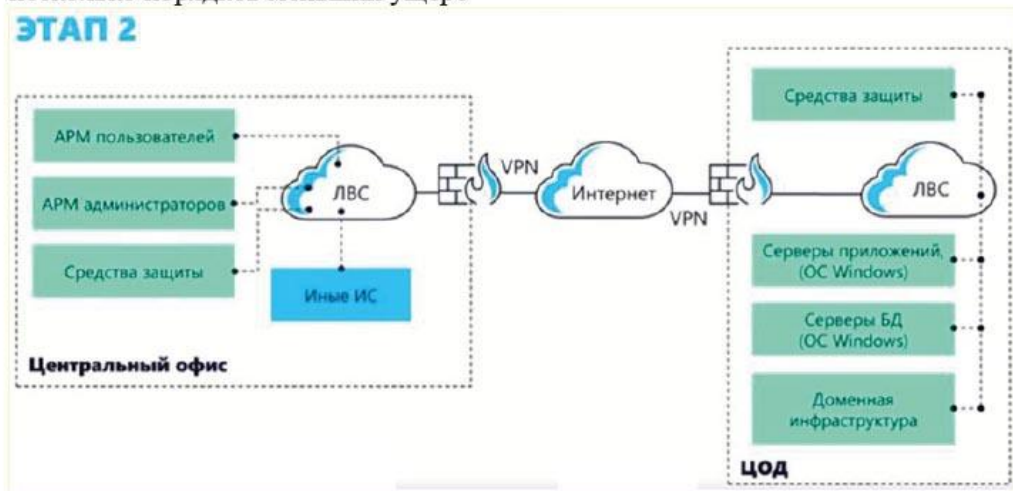 ЭТАП 2
Средства защиты
АРМ пользователей
АРМ администраторов
Средства защиты
ЛВС
VPN
Интернет
VPN
ЛВС
Иные ИС
Серверы приложений,
(ОС Windows)
Серверы БД
(ОС Windows)
Доменная
инфраструктура
Центральный офис
ЦОД